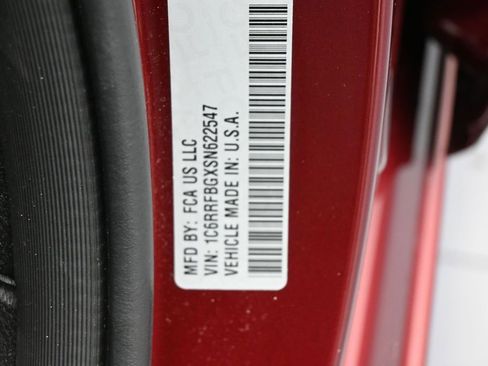 MFD BY: FCA US LLC
VIN: 1C6RRFBGXSN622547
VEHICLE MADE IN: U.S.A.